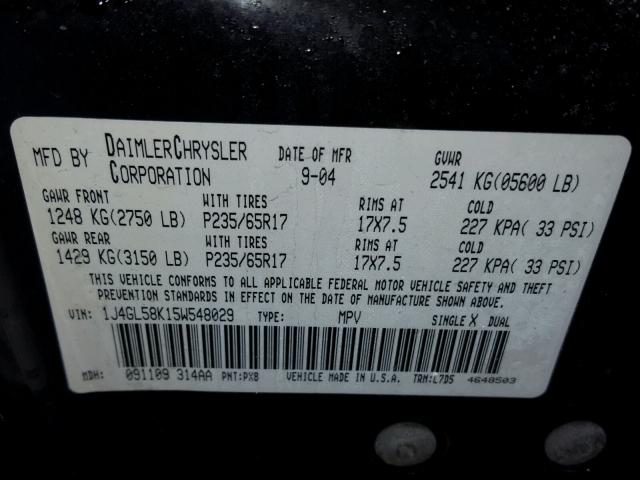 MFD BY DAIMLERCHRYSLER CORPORATION DATE OF MFR 9-04 GVWR 2541 KG(05600 LB)
GAWR FRONT WITH TIRES RIMS AT COLD
1248 KG(2750 LB) P235/65R17 17X7.5 227 KPA( 33 PSI)
GAWR REAR WITH TIRES RIMS AT COLD
1429 KG(3150 LB) P235/65R17 17X7.5 227 KPA( 33 PSI)
THIS VEHICLE CONFORMS TO ALL APPLICABLE FEDERAL MOTOR VEHICLE SAFETY AND THEFT
PREVENTION STANDARDS IN EFFECT ON THE DATE OF MANUFACTURE SHOWN ABOVE.
VIN: 1J4GL58K15W548029 TYPE: MPV SINGLE X DUAL
MDH: 091109 314AA PNT:PX8 VEHICLE MADE IN U.S.A. TRM:L7D5 4648503